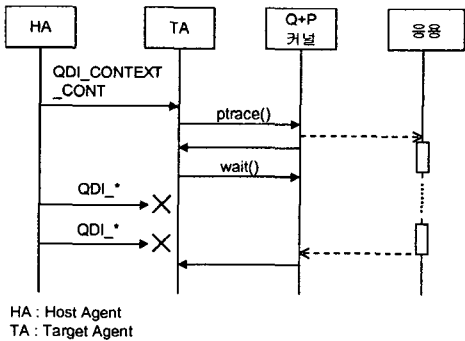 HA
TA
Q+P
커널
응용
QDI_CONTEXT
_CONT
ptrace()
wait()
QDI_*
QDI_*
HA : Host Agent
TA : Target Agent